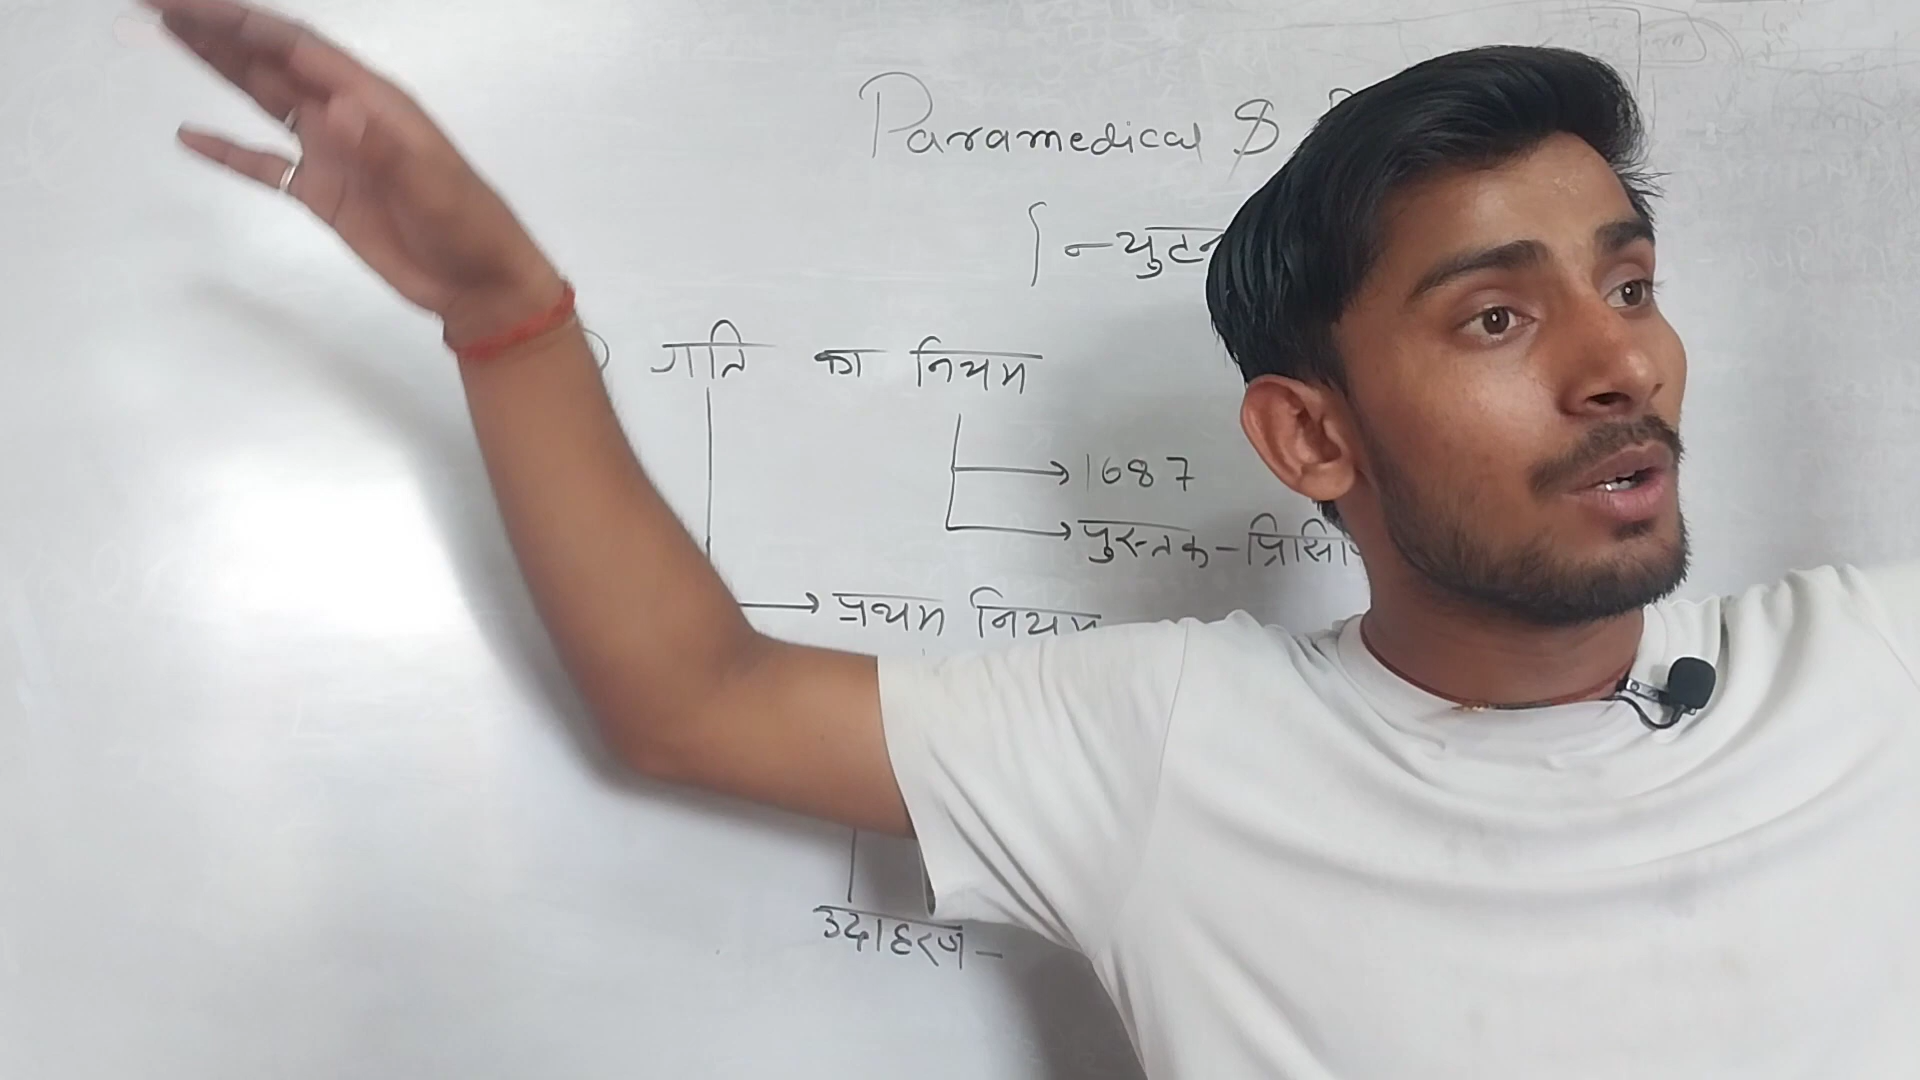 Paramedical &
{ न्युटन
गति का नियम
1687
पुस्तक - प्रिंसि
प्रथम नियम
उदाहरण -